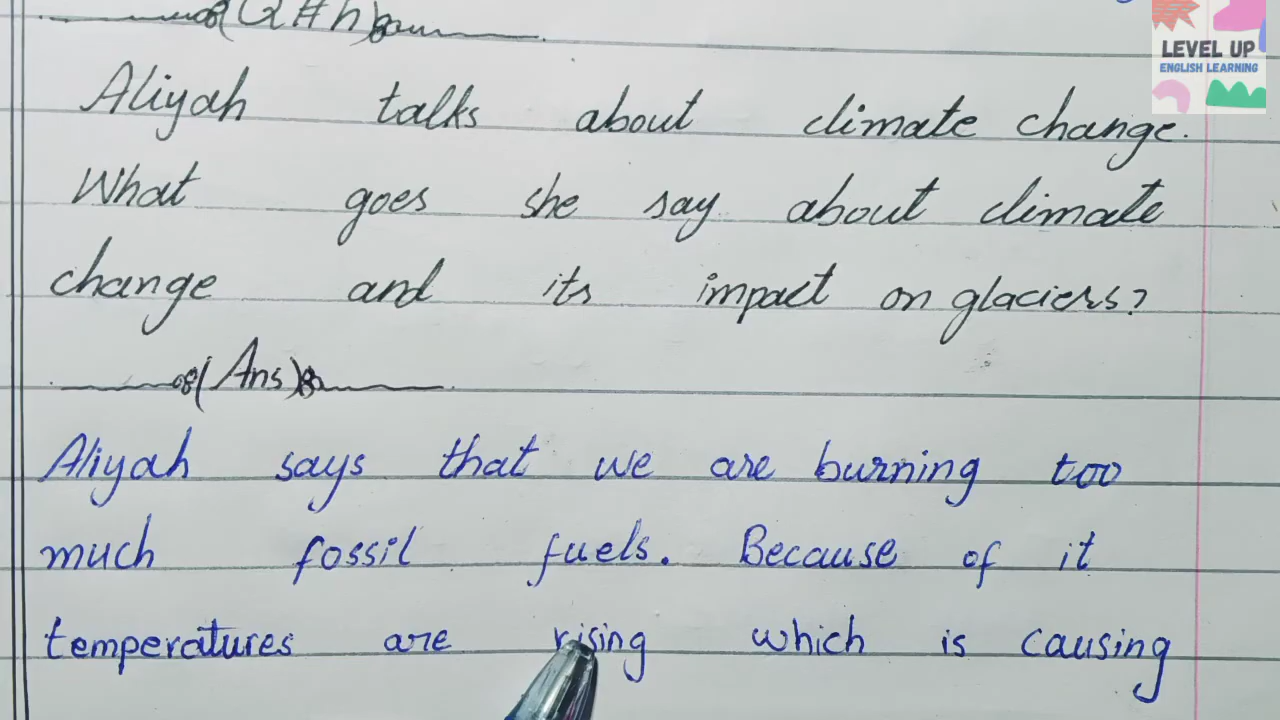 (Q # h)
LEVEL UP
ENGLISH LEARNING
Aliyah talks about climate change.
What goes she say about climate
change and its impact on glaciers?
(Ans)
Aliyah says that we are burning too
much fossil fuels. Because of it
temperatures are rising which is causing